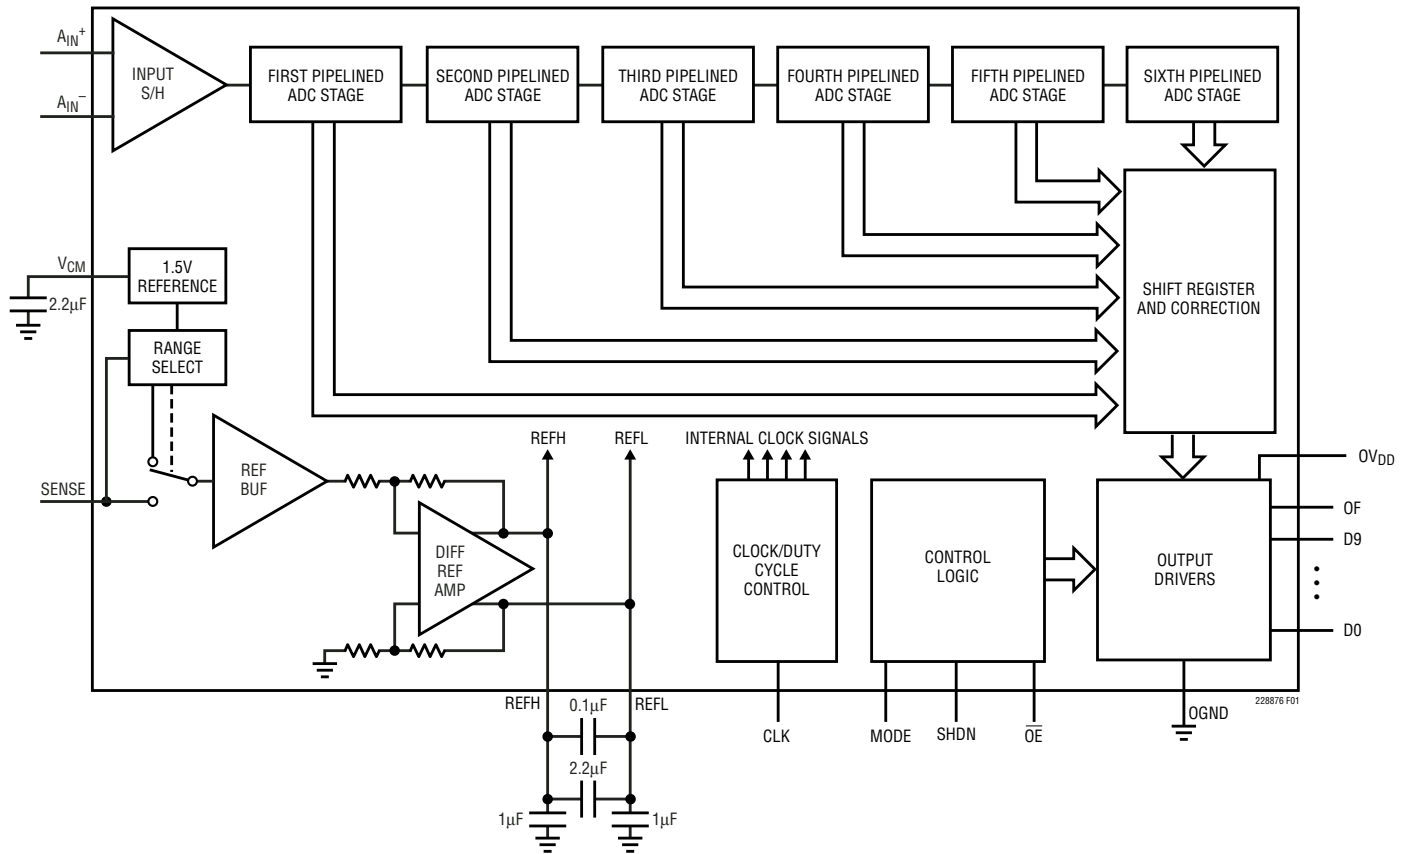 AIN+
AIN–
INPUT
S/H
FIRST PIPELINED
ADC STAGE
SECOND PIPELINED
ADC STAGE
THIRD PIPELINED
ADC STAGE
FOURTH PIPELINED
ADC STAGE
FIFTH PIPELINED
ADC STAGE
SIXTH PIPELINED
ADC STAGE
VCM
2.2µF
1.5V
REFERENCE
RANGE
SELECT
SHIFT REGISTER
AND CORRECTION
SENSE
REF
BUF
DIFF
REF
AMP
REFH
REFL
INTERNAL CLOCK SIGNALS
CLOCK/DUTY
CYCLE
CONTROL
CONTROL
LOGIC
OUTPUT
DRIVERS
OVDD
OF
D9
D0
REFH
0.1µF
REFL
2.2µF
1µF
1µF
CLK
MODE
SHDN
O̅E̅
OGND
228876 F01